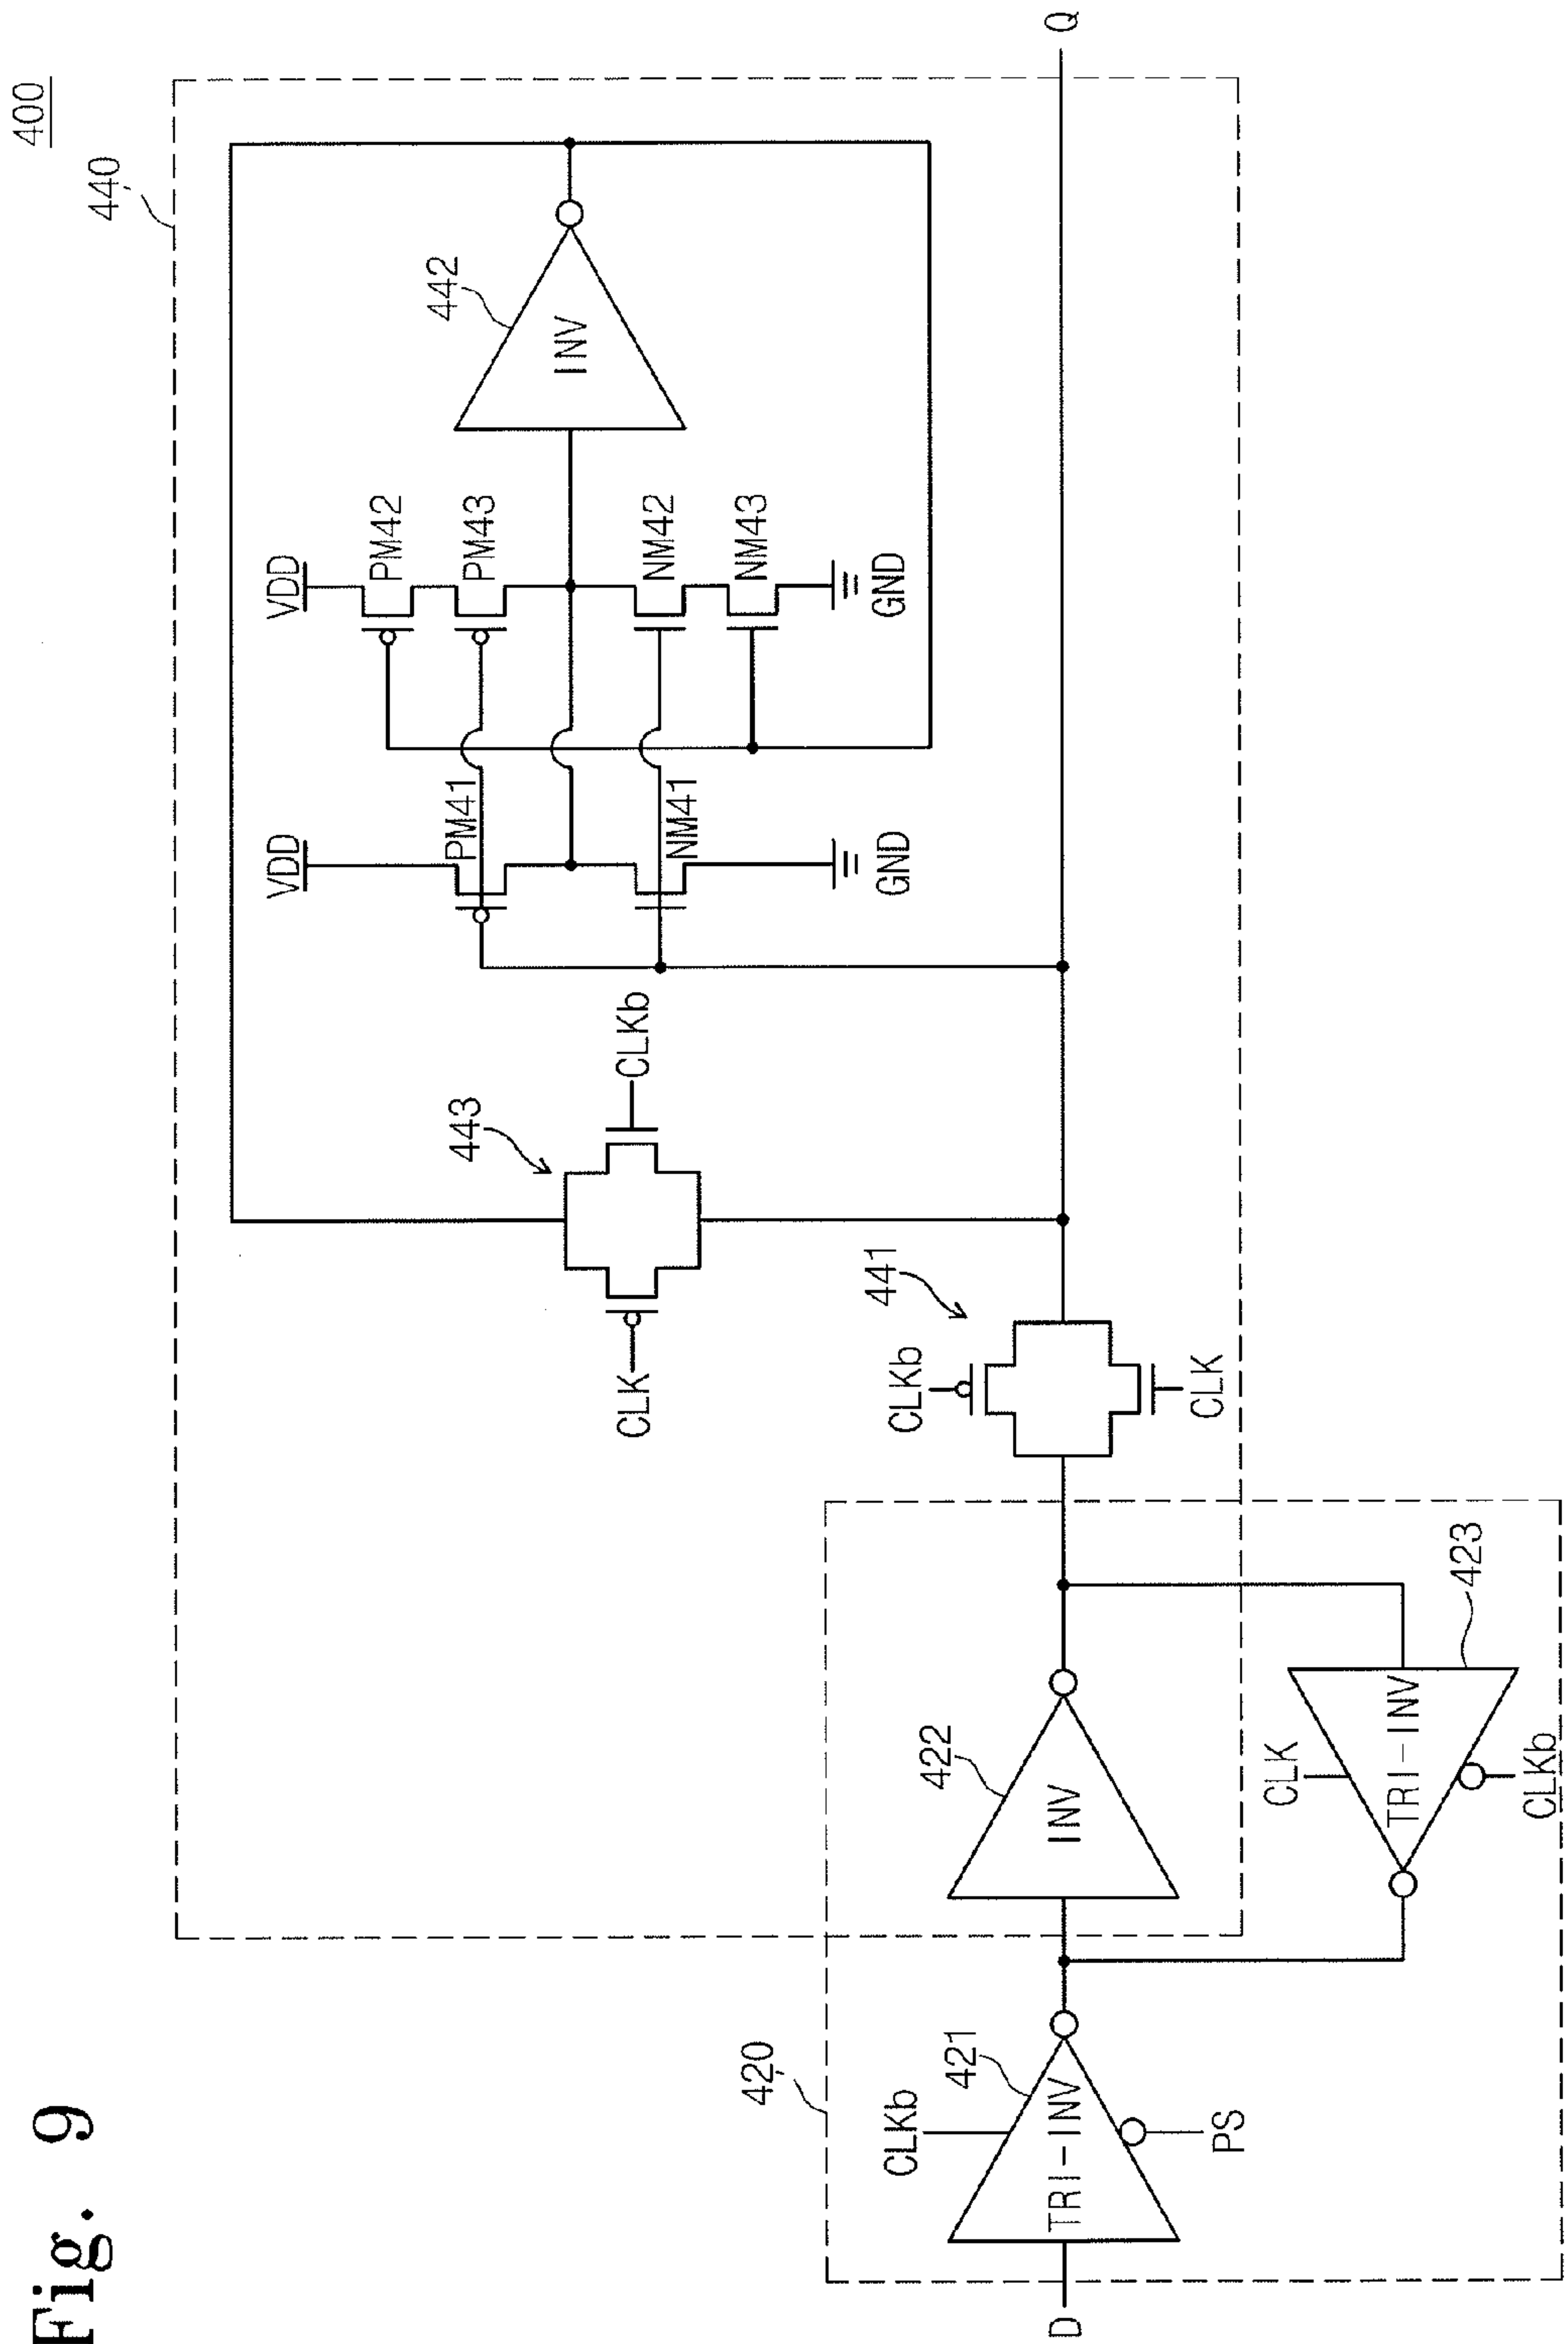 Fig. 9
400
440
442
INV
VDD
PM42
PM43
NM42
NM43
GND
VDD
PM41
NM41
GND
443
CLK
CLKb
441
CLKb
CLK
Q
420
D
CLKb
421
TRI-INV
PS
422
INV
CLK
423
TRI-INV
CLKb